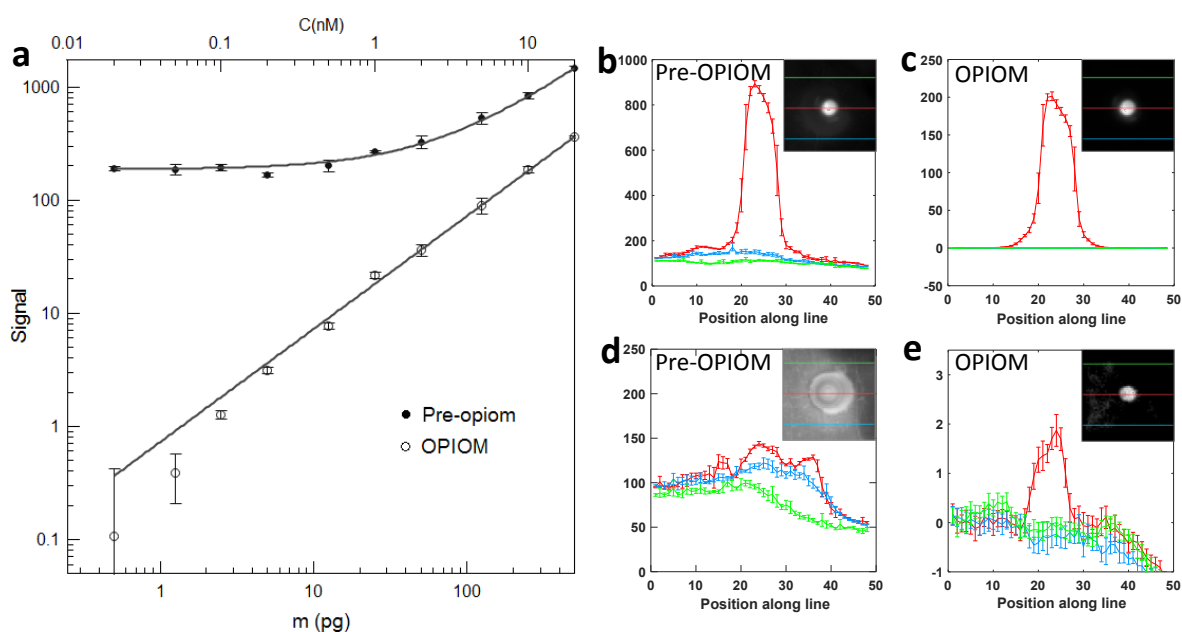 a
C(nM)
0.01 0.1 1 10
1000
100
10
1
0.1
Signal
Pre-opiom
OPIOM
1 10 100
m (pg)
b
Pre-OPIOM
1000
800
600
400
200
0
0 10 20 30 40 50
Position along line
c
OPIOM
250
200
150
100
50
0
-50
0 10 20 30 40 50
Position along line
d
Pre-OPIOM
250
200
150
100
50
0
0 10 20 30 40 50
Position along line
e
OPIOM
3
2
1
0
-1
0 10 20 30 40 50
Position along line